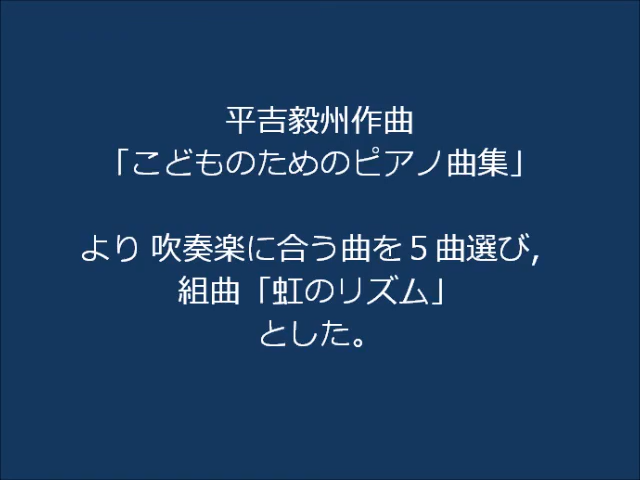 平吉毅州作曲
「こどものためのピアノ曲集」
より 吹奏楽に合う曲を５曲選び,
組曲「虹のリズム」
とした。